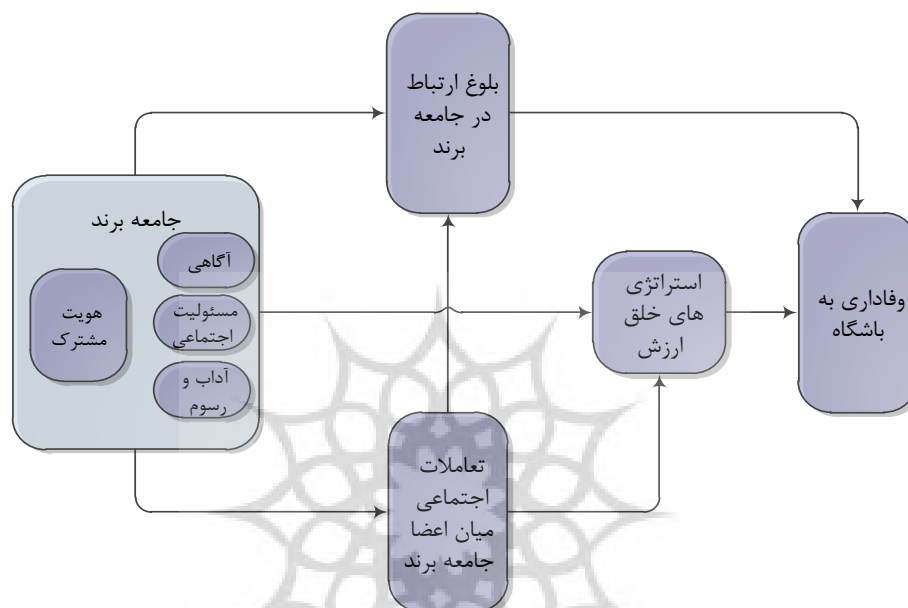 بلوغ ارتباط
در جامعه
برند
جامعه برند
آگاهی
هویت
مشترک
مسئولیت
اجتماعی
آداب و
رسوم
استراتژی
های خلق
ارزش
وفاداری به
باشگاه
تعاملات
اجتماعی
میان اعضا
جامعه برند